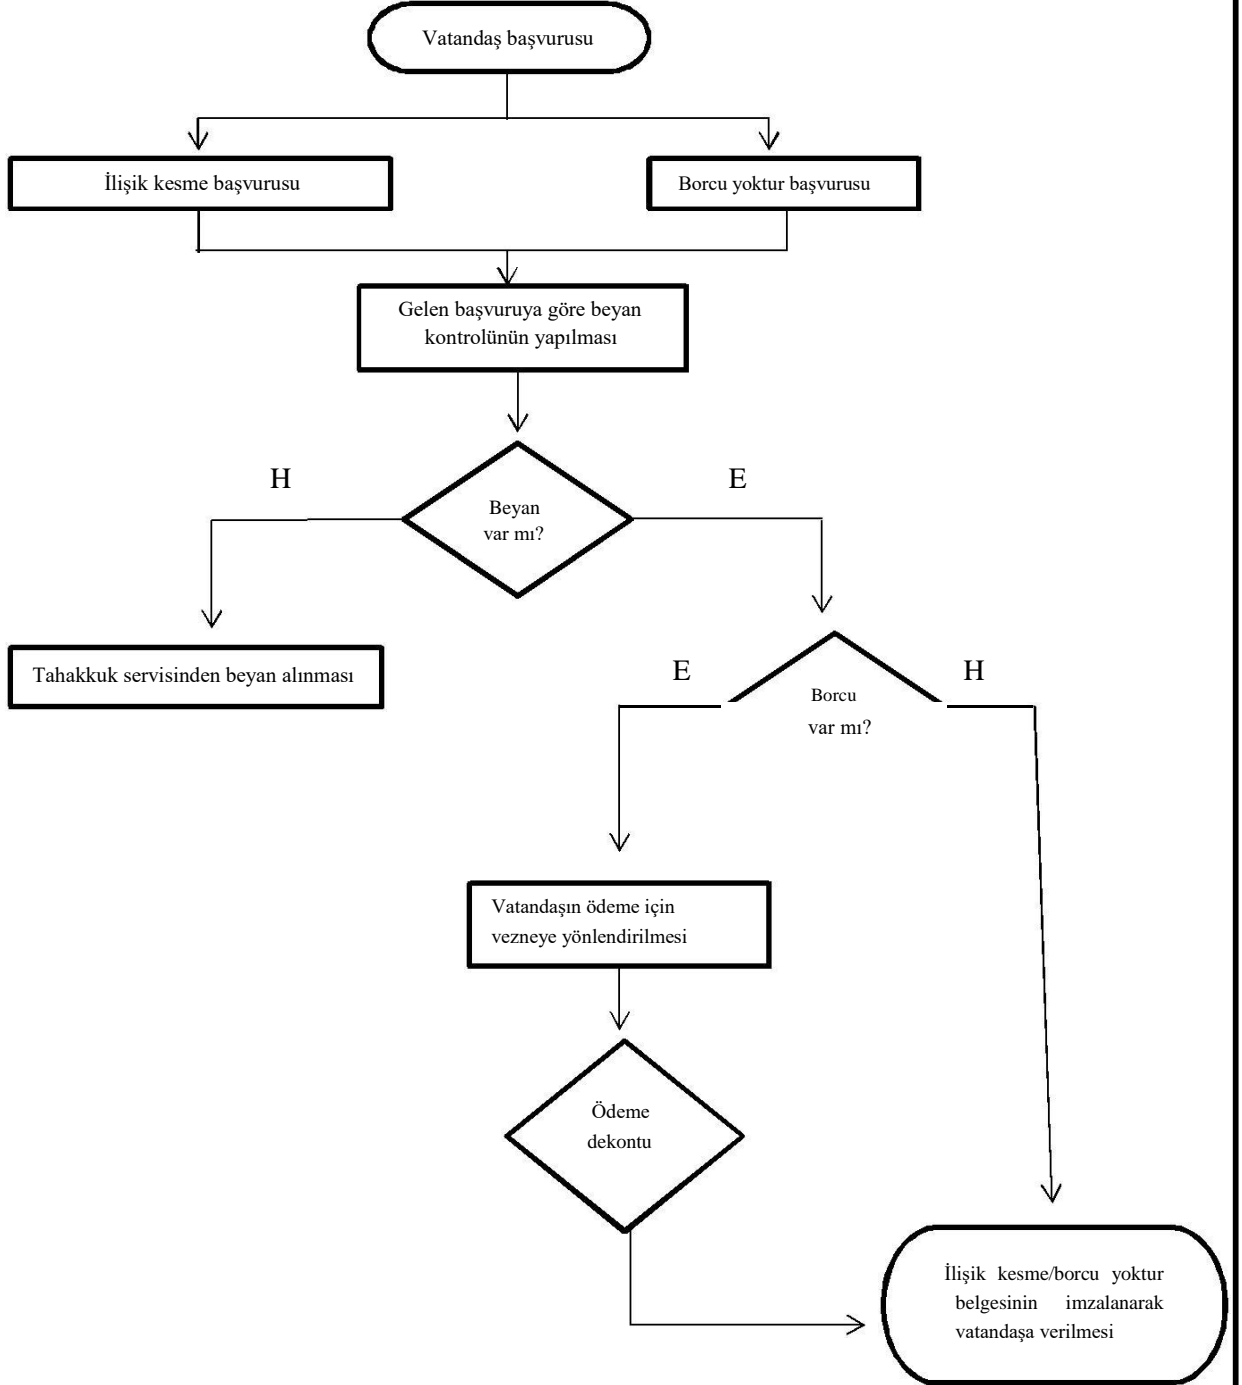 Vatandaş başvurusu
İlişik kesme başvurusu
Borcu yoktur başvurusu
Gelen başvuruya göre beyan
kontrolünün yapılması
H
E
Beyan
var mı?
Tahakkuk servisinden beyan alınması
E
H
Borcu
var mı?
Vatandaşın ödeme için
vezneye yönlendirilmesi
Ödeme
dekontu
İlişik kesme/borcu yoktur
belgesinin imzalanarak
vatandaşa verilmesi